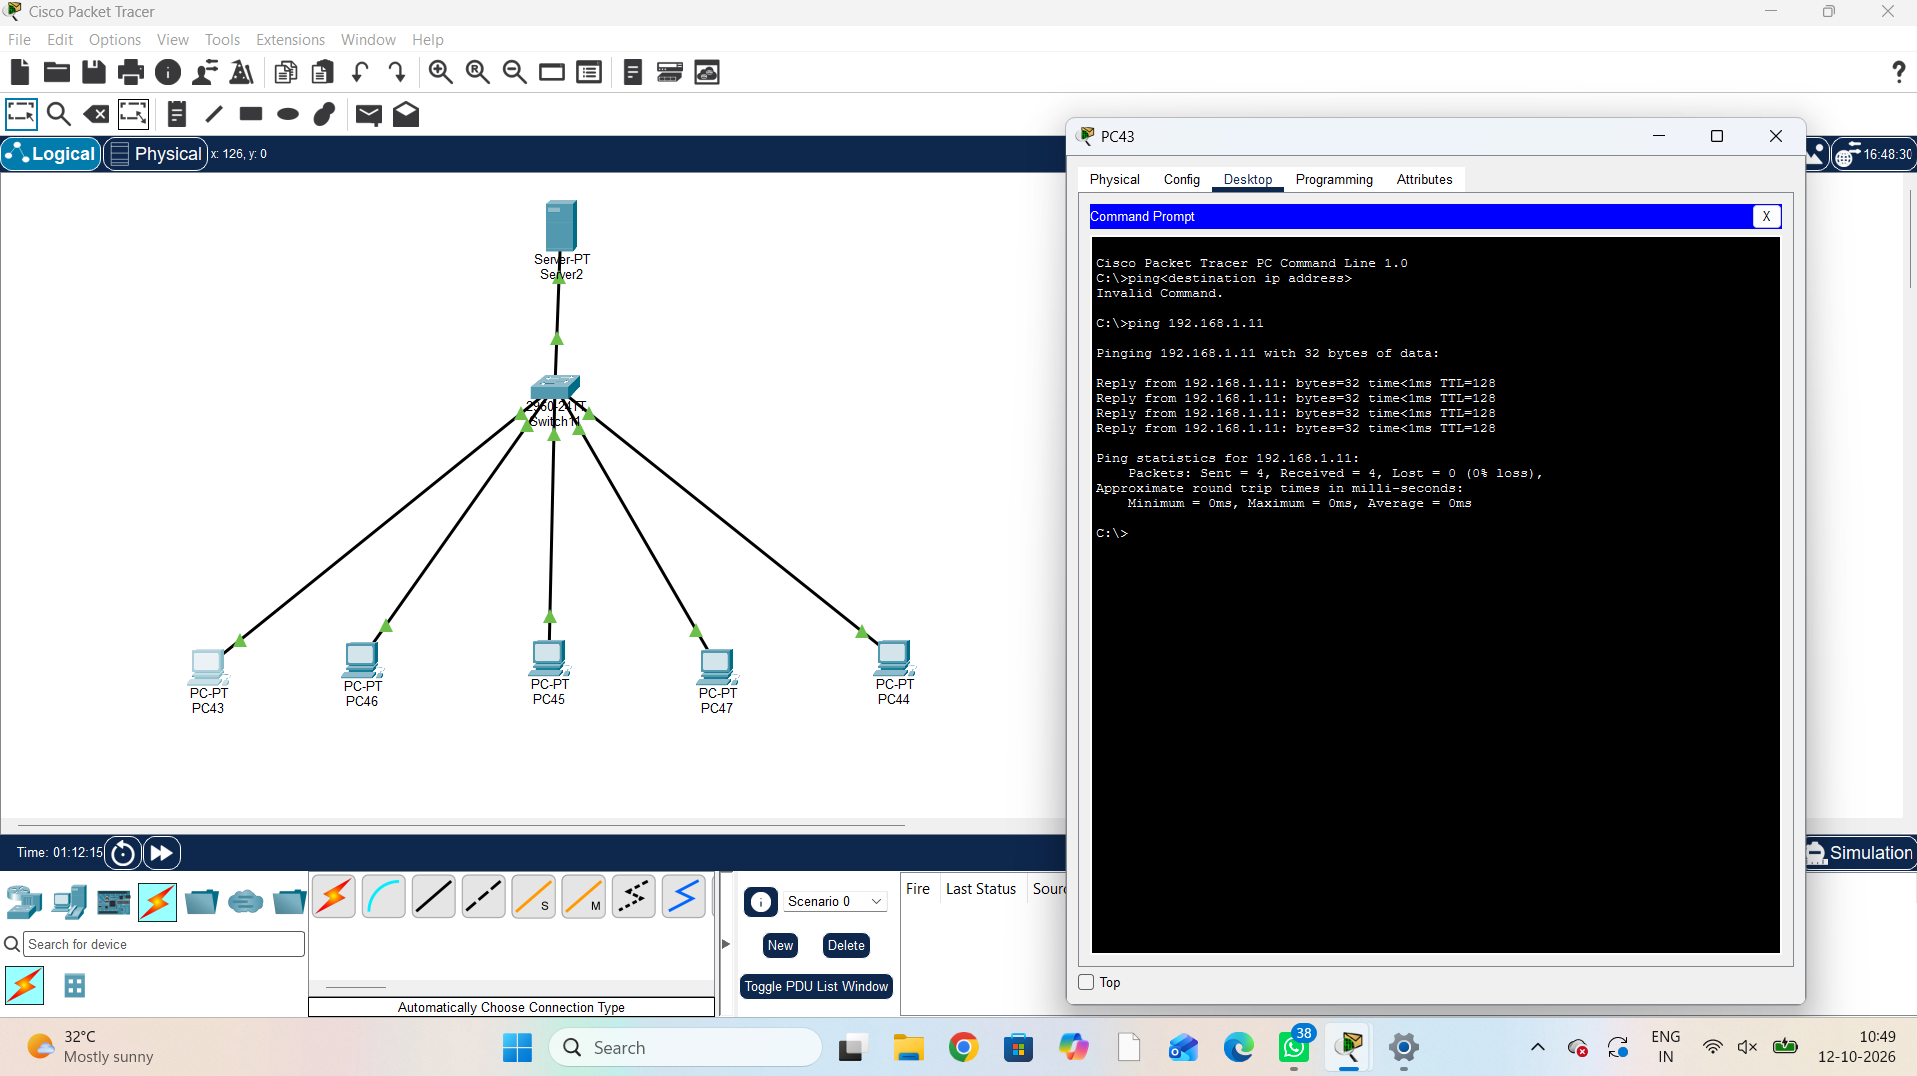 Cisco Packet Tracer
File Edit Options View Tools Extensions Window Help
Logical Physical x: 126, y: 0
16:48:30
Server-PT
Server2
2960-24TT
Switch11
PC-PT
PC43
PC-PT
PC46
PC-PT
PC45
PC-PT
PC47
PC-PT
PC44
PC43
Physical Config Desktop Programming Attributes
Command Prompt X
Cisco Packet Tracer PC Command Line 1.0
C:\>ping<destination ip address>
Invalid Command.
C:\>ping 192.168.1.11
Pinging 192.168.1.11 with 32 bytes of data:
Reply from 192.168.1.11: bytes=32 time<1ms TTL=128
Reply from 192.168.1.11: bytes=32 time<1ms TTL=128
Reply from 192.168.1.11: bytes=32 time<1ms TTL=128
Reply from 192.168.1.11: bytes=32 time<1ms TTL=128
Ping statistics for 192.168.1.11:
Packets: Sent = 4, Received = 4, Lost = 0 (0% loss),
Approximate round trip times in milli-seconds:
Minimum = 0ms, Maximum = 0ms, Average = 0ms
C:\>
Top
Time: 01:12:15
Simulation
S
M
Search for device
Automatically Choose Connection Type
Scenario 0
New Delete
Toggle PDU List Window
Fire Last Status Sour
32°C
Mostly sunny
Search
38
ENG
IN
10:49
12-10-2026